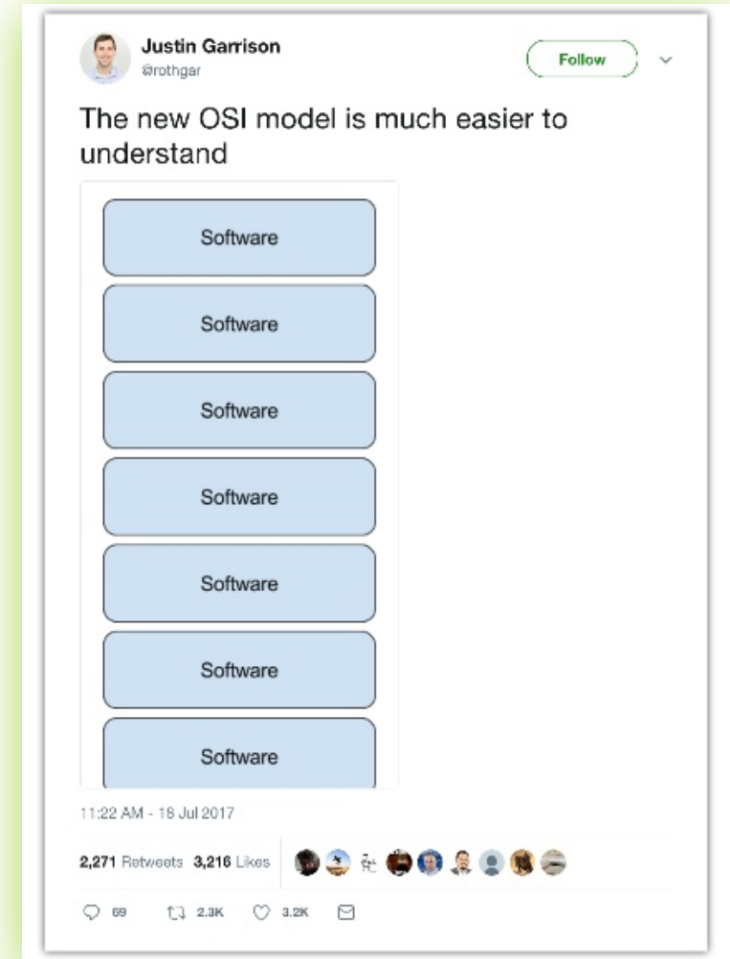 Justin Garrison
@rothgar
Follow
The new OSI model is much easier to
understand
Software
Software
Software
Software
Software
Software
Software
11:22 AM - 18 Jul 2017
2,271 Retweets 3,216 Likes
69 2.3K 3.2K